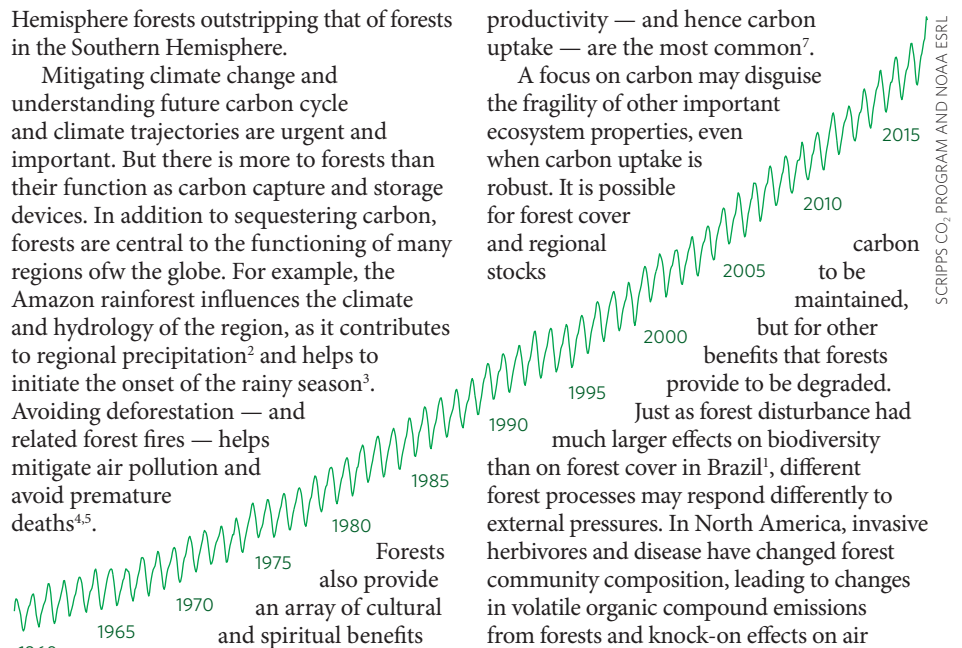 Hemisphere forests outstripping that of forests
in the Southern Hemisphere.
Mitigating climate change and
understanding future carbon cycle
and climate trajectories are urgent and
important. But there is more to forests than
their function as carbon capture and storage
devices. In addition to sequestering carbon,
forests are central to the functioning of many
regions ofw the globe. For example, the
Amazon rainforest influences the climate
and hydrology of the region, as it contributes
to regional precipitation² and helps to
initiate the onset of the rainy season³.
Avoiding deforestation — and
related forest fires — helps
mitigate air pollution and
avoid premature
deaths⁴,⁵.
Forests
also provide
an array of cultural
and spiritual benefits
productivity — and hence carbon
uptake — are the most common⁷.
A focus on carbon may disguise
the fragility of other important
ecosystem properties, even
when carbon uptake is
robust. It is possible
for forest cover
and regional carbon
stocks to be
maintained,
but for other
benefits that forests
provide to be degraded.
Just as forest disturbance had
much larger effects on biodiversity
than on forest cover in Brazil¹, different
forest processes may respond differently to
external pressures. In North America, invasive
herbivores and disease have changed forest
community composition, leading to changes
in volatile organic compound emissions
from forests and knock-on effects on air
1965
1970
1975
1980
1985
1990
1995
2000
2005
2010
2015
SCRIPPS CO₂ PROGRAM AND NOAA ESRL